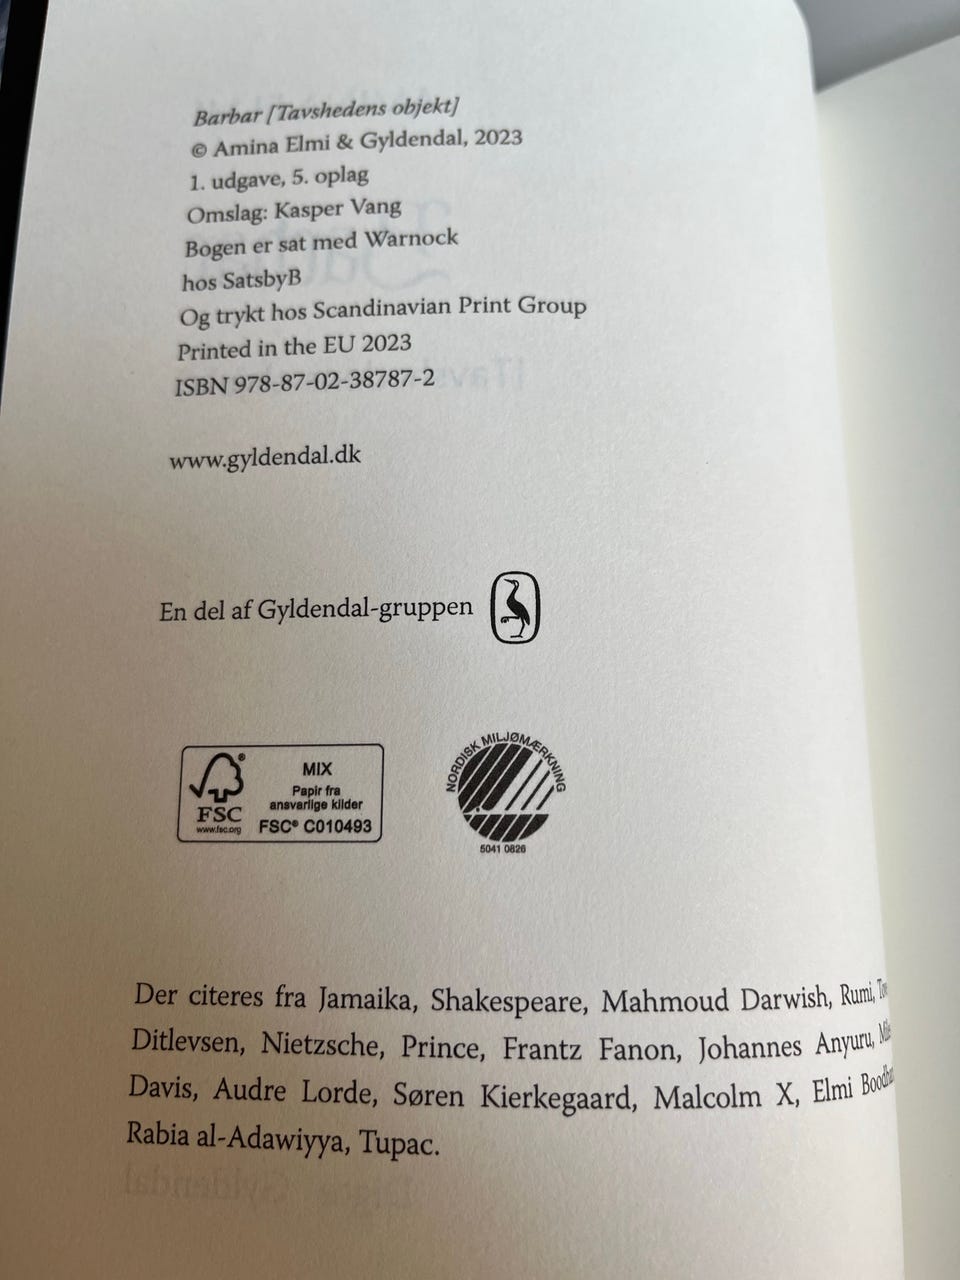 Barbar [Tavshedens objekt]
© Amina Elmi & Gyldendal, 2023
1. udgave, 5. oplag
Omslag: Kasper Vang
Bogen er sat med Warnock
hos SatsbyB
Og trykt hos Scandinavian Print Group
Printed in the EU 2023
ISBN 978-87-02-38787-2
www.gyldendal.dk
En del af Gyldendal-gruppen
FSC®
www.fsc.org
MIX
Papir fra
ansvarlige kilder
FSC® C010493
NORDISK MILJØMÆRKNING
5041 0826
Der citeres fra Jamaika, Shakespeare, Mahmoud Darwish, Rumi,
Ditlevsen, Nietzsche, Prince, Frantz Fanon, Johannes Anyuru,
Davis, Audre Lorde, Søren Kierkegaard, Malcolm X, Elmi
Rabia al-Adawiyya, Tupac.